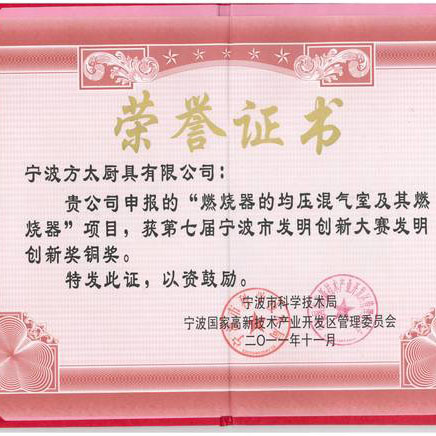 荣誉证书
宁波方太厨具有限公司：
贵公司申报的“燃烧器的均压混气室及其燃
烧器”项目，获第七届宁波市发明创新大赛发明
创新奖铜奖。
特发此证，以资鼓励。
宁波市科学技术局
宁波国家高新技术产业开发区管理委员会
二〇一一年十一月